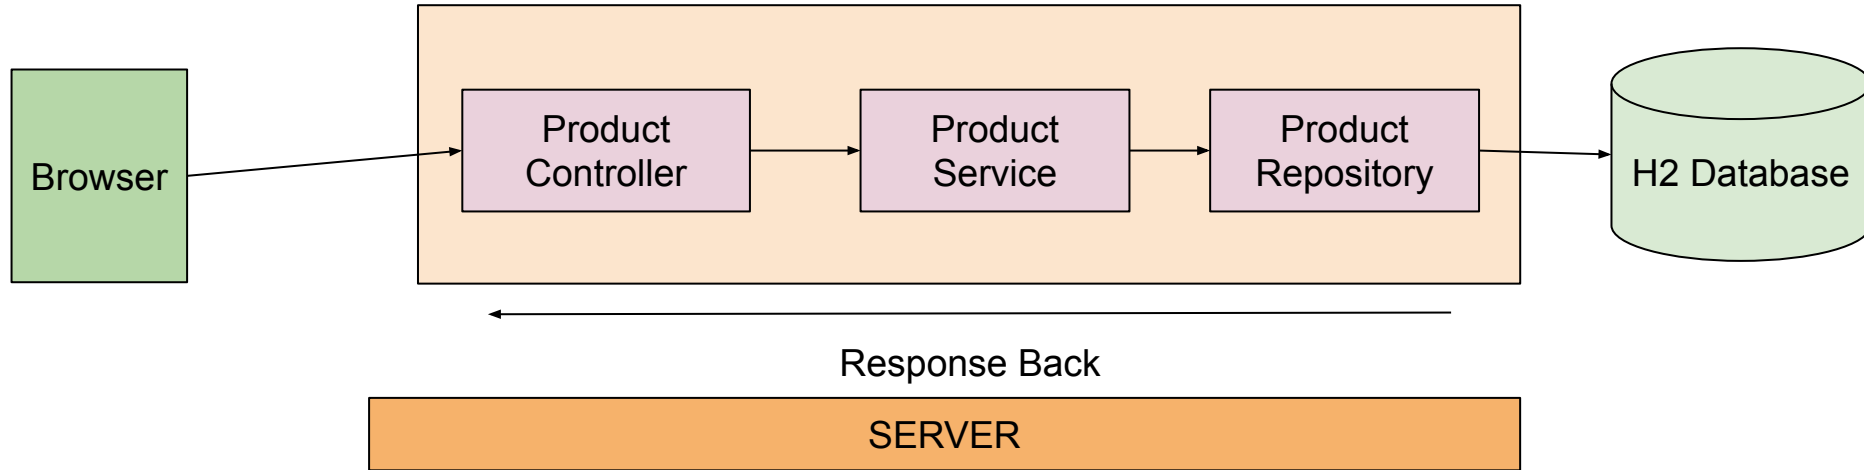 Browser
Product
Controller
Product
Service
Product
Repository
H2 Database
Response Back
SERVER